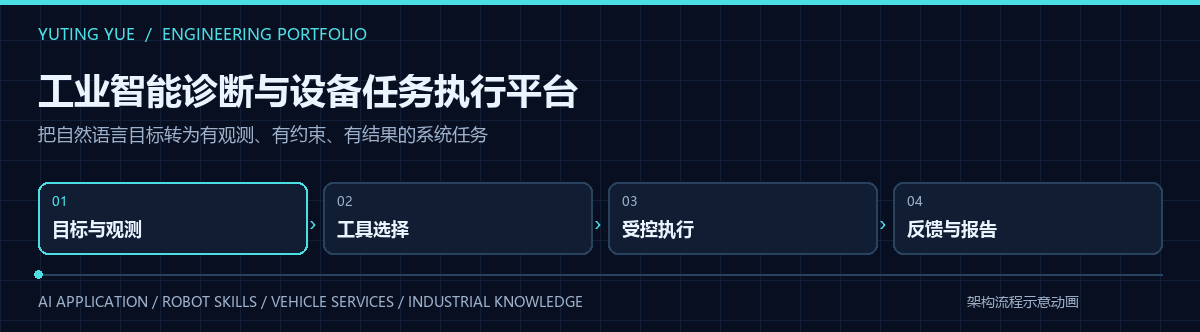 YUTING YUE / ENGINEERING PORTFOLIO
工业智能诊断与设备任务执行平台
把自然语言目标转为有观测、有约束、有结果的系统任务
01
目标与观测
›
02
工具选择
›
03
受控执行
›
04
反馈与报告
AI APPLICATION / ROBOT SKILLS / VEHICLE SERVICES / INDUSTRIAL KNOWLEDGE
架构流程示意动画